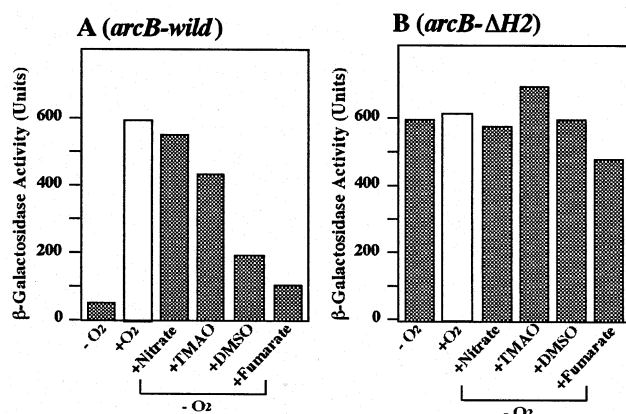 A (arcB-wild)
β-Galactosidase Activity (Units)
600
400
200
0
- O2
+O2
+Nitrate
+TMAO
+DMSO
+Fumarate
- O2
B (arcB-ΔH2)
β-Galactosidase Activity (Units)
600
400
200
0
- O2
+O2
+Nitrate
+TMAO
+DMSO
+Fumarate
- O2